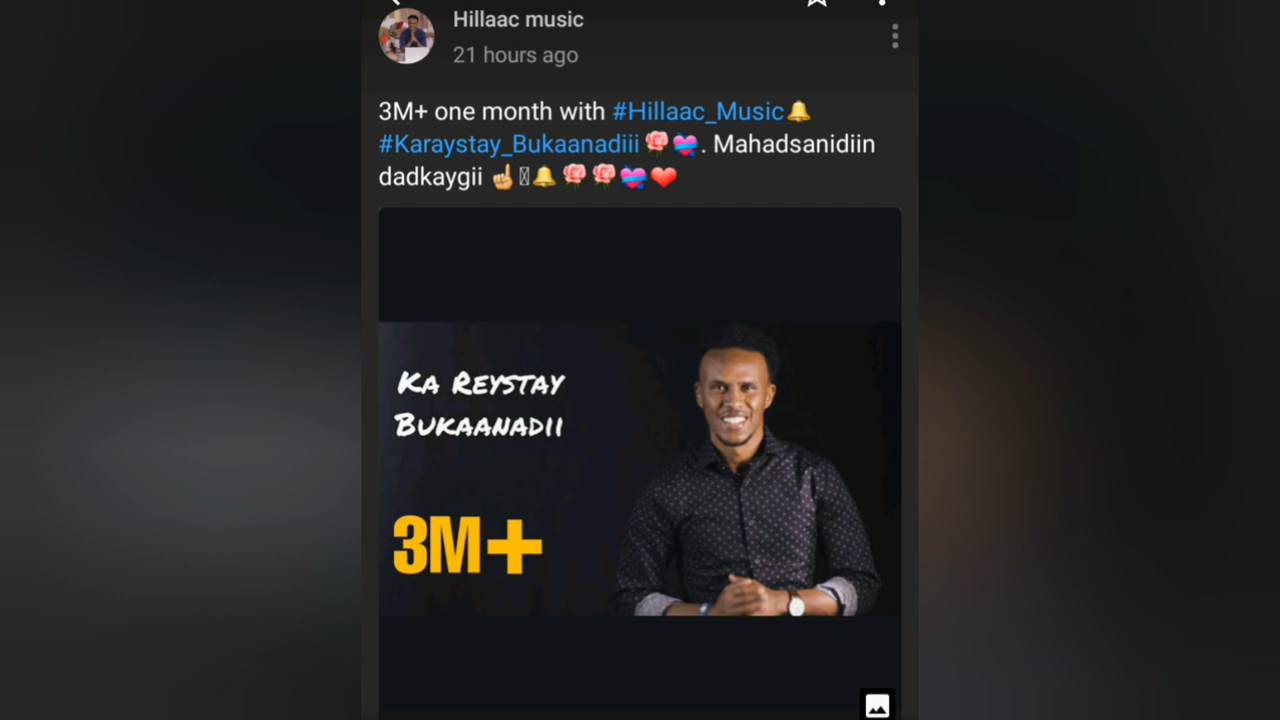 Hillaac music
21 hours ago
3M+ one month with #Hillaac_Music🔔
#Karaystay_Bukaanadiii🌹💝. Mahadsanidiin
dadkaygii ☝🏼🔔🌹🌹💝❤️
Ka Reystay
Bukaanadii
3M+